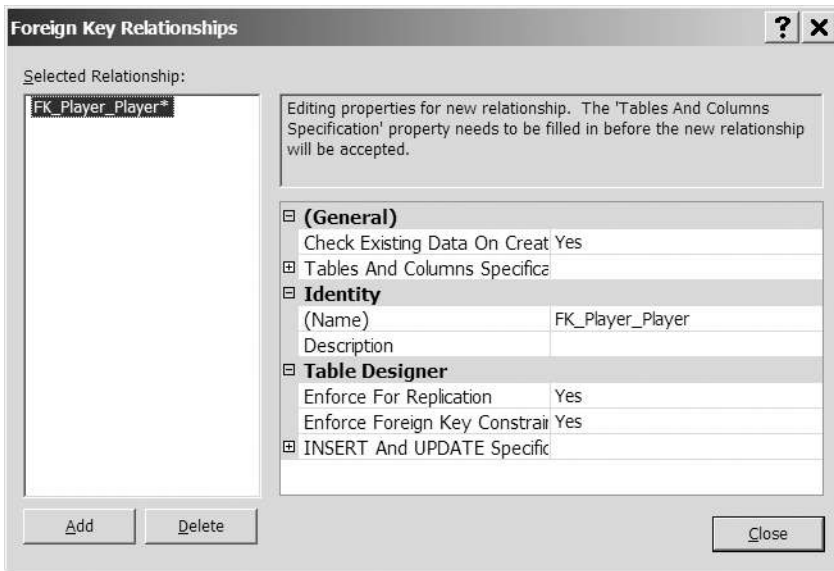 Foreign Key Relationships
Selected Relationship:
FK_Player_Player*
Editing properties for new relationship. The 'Tables And Columns
Specification' property needs to be filled in before the new relationship
will be accepted.
(General)
Check Existing Data On Creat Yes
Tables And Columns Specifica
Identity
(Name) FK_Player_Player
Description
Table Designer
Enforce For Replication Yes
Enforce Foreign Key Constrair Yes
INSERT And UPDATE Specific
Add Delete
Close